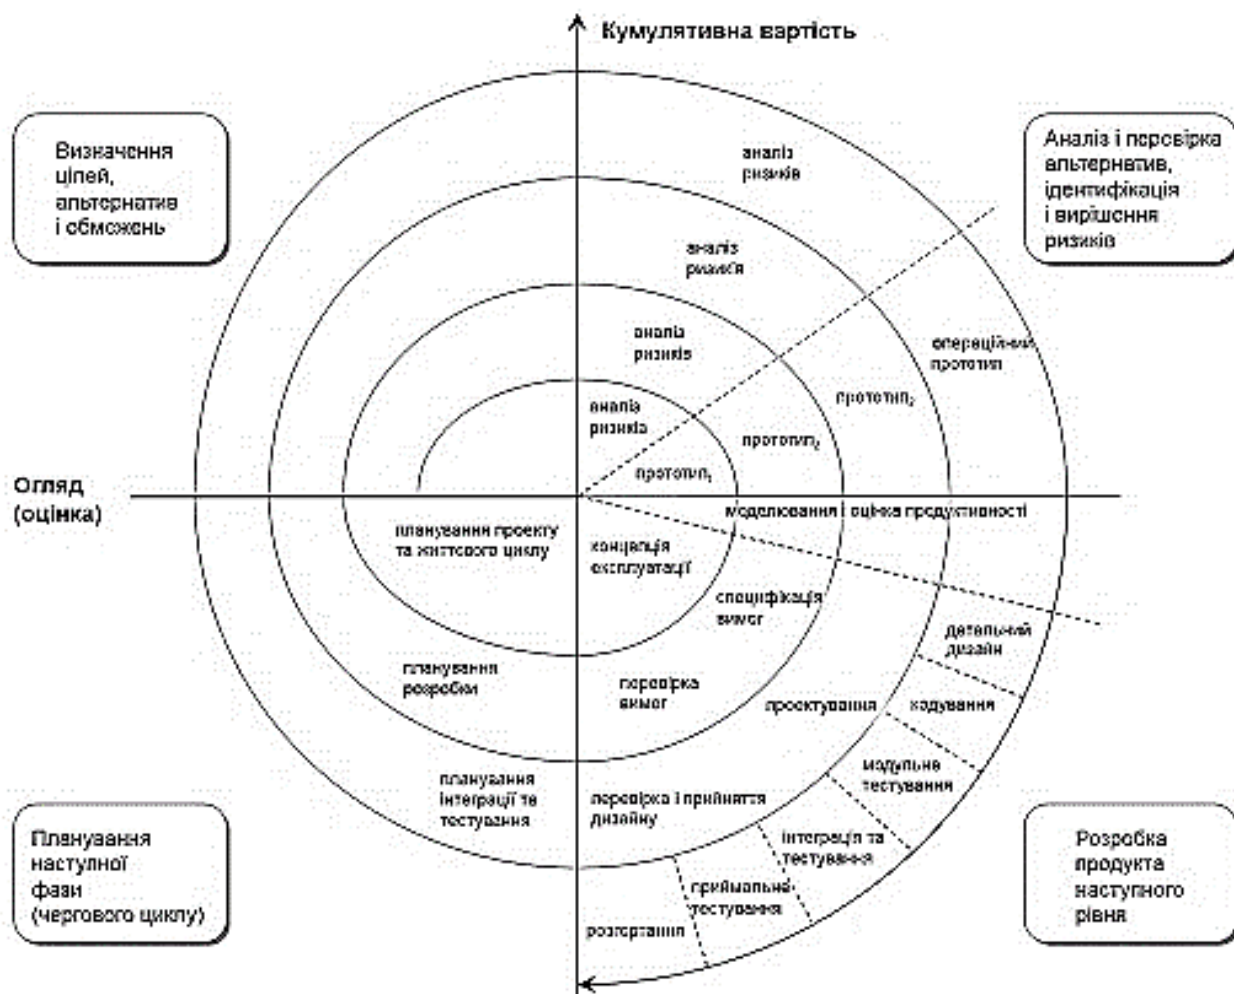 Кумулятивна вартість
Визначення
цілей,
альтернатив
і обмежень
Аналіз і перевірка
альтернатив,
ідентифікація
і вирішення
ризиків
аналіз
ризиків
аналіз
ризиків
аналіз
ризиків
аналіз
ризиків
операційний
прототип
прототип₂
прототип₂
прототип₁
Огляд
(оцінка)
моделювання і оцінка продуктивності
планування проекту
та життєвого циклу
концепція
експлуатації
специфікація
вимог
детальний
дизайн
планування
розробки
перевірка
вимог
проектування
кодування
модульне
тестування
планування
інтеграції та
тестування
перевірка і прийняття
дизайну
інтеграція та
тестування
приймальне
тестування
розгортання
Планування
наступної
фази
(чергового циклу)
Розробка
продукта
наступного
рівня